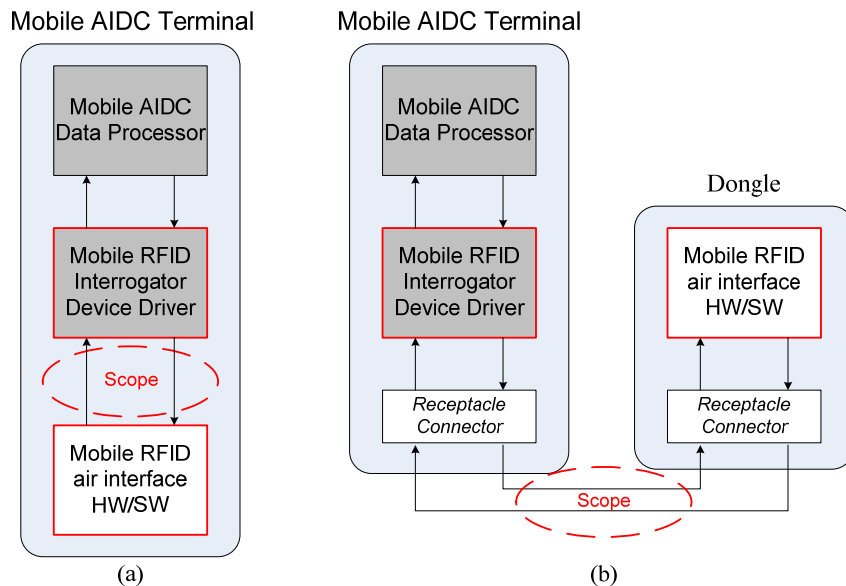 Mobile AIDC Terminal
Mobile AIDC
Data Processor
Mobile RFID
Interrogator
Device Driver
Scope
Mobile RFID
air interface
HW/SW
(a)
Mobile AIDC Terminal
Mobile AIDC
Data Processor
Mobile RFID
Interrogator
Device Driver
Receptacle
Connector
Dongle
Mobile RFID
air interface
HW/SW
Receptacle
Connector
Scope
(b)